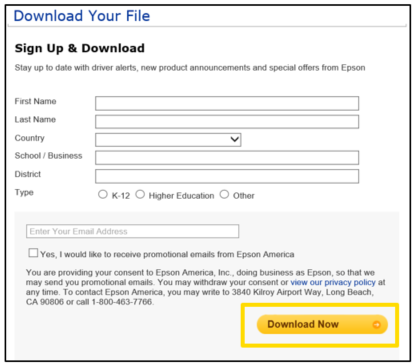 Download Your File
Sign Up & Download
Stay up to date with driver alerts, new product announcements and special offers from Epson
First Name
Last Name
Country
School / Business
District
Type
K-12 Higher Education Other
Enter Your Email Address
Yes, I would like to receive promotional emails from Epson America
You are providing your consent to Epson America, Inc., doing business as Epson, so that we
may send you promotional emails. You may withdraw your consent or view our privacy policy at
any time. To contact Epson America, you may write to 3840 Kilroy Airport Way, Long Beach,
CA 90806 or call 1-800-463-7766.
Download Now